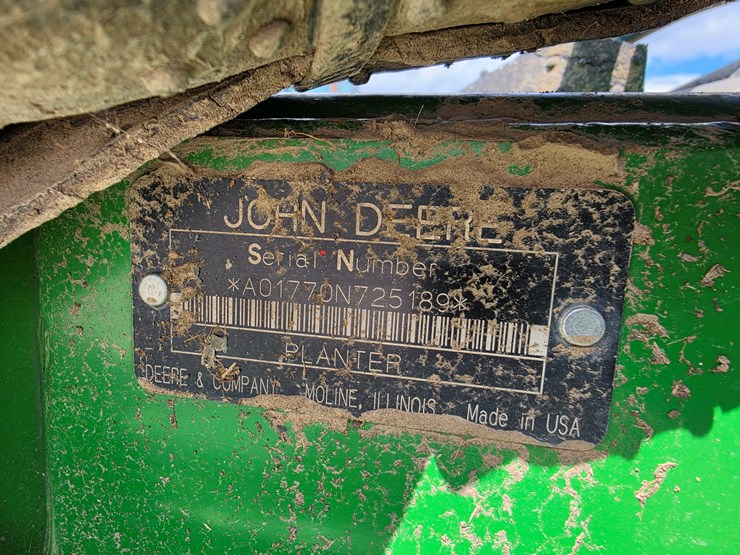 JOHN DEERE
Serial Number
*A01770N725189*
PLANTER
DEERE & COMPANY MOLINE, ILLINOIS Made in USA